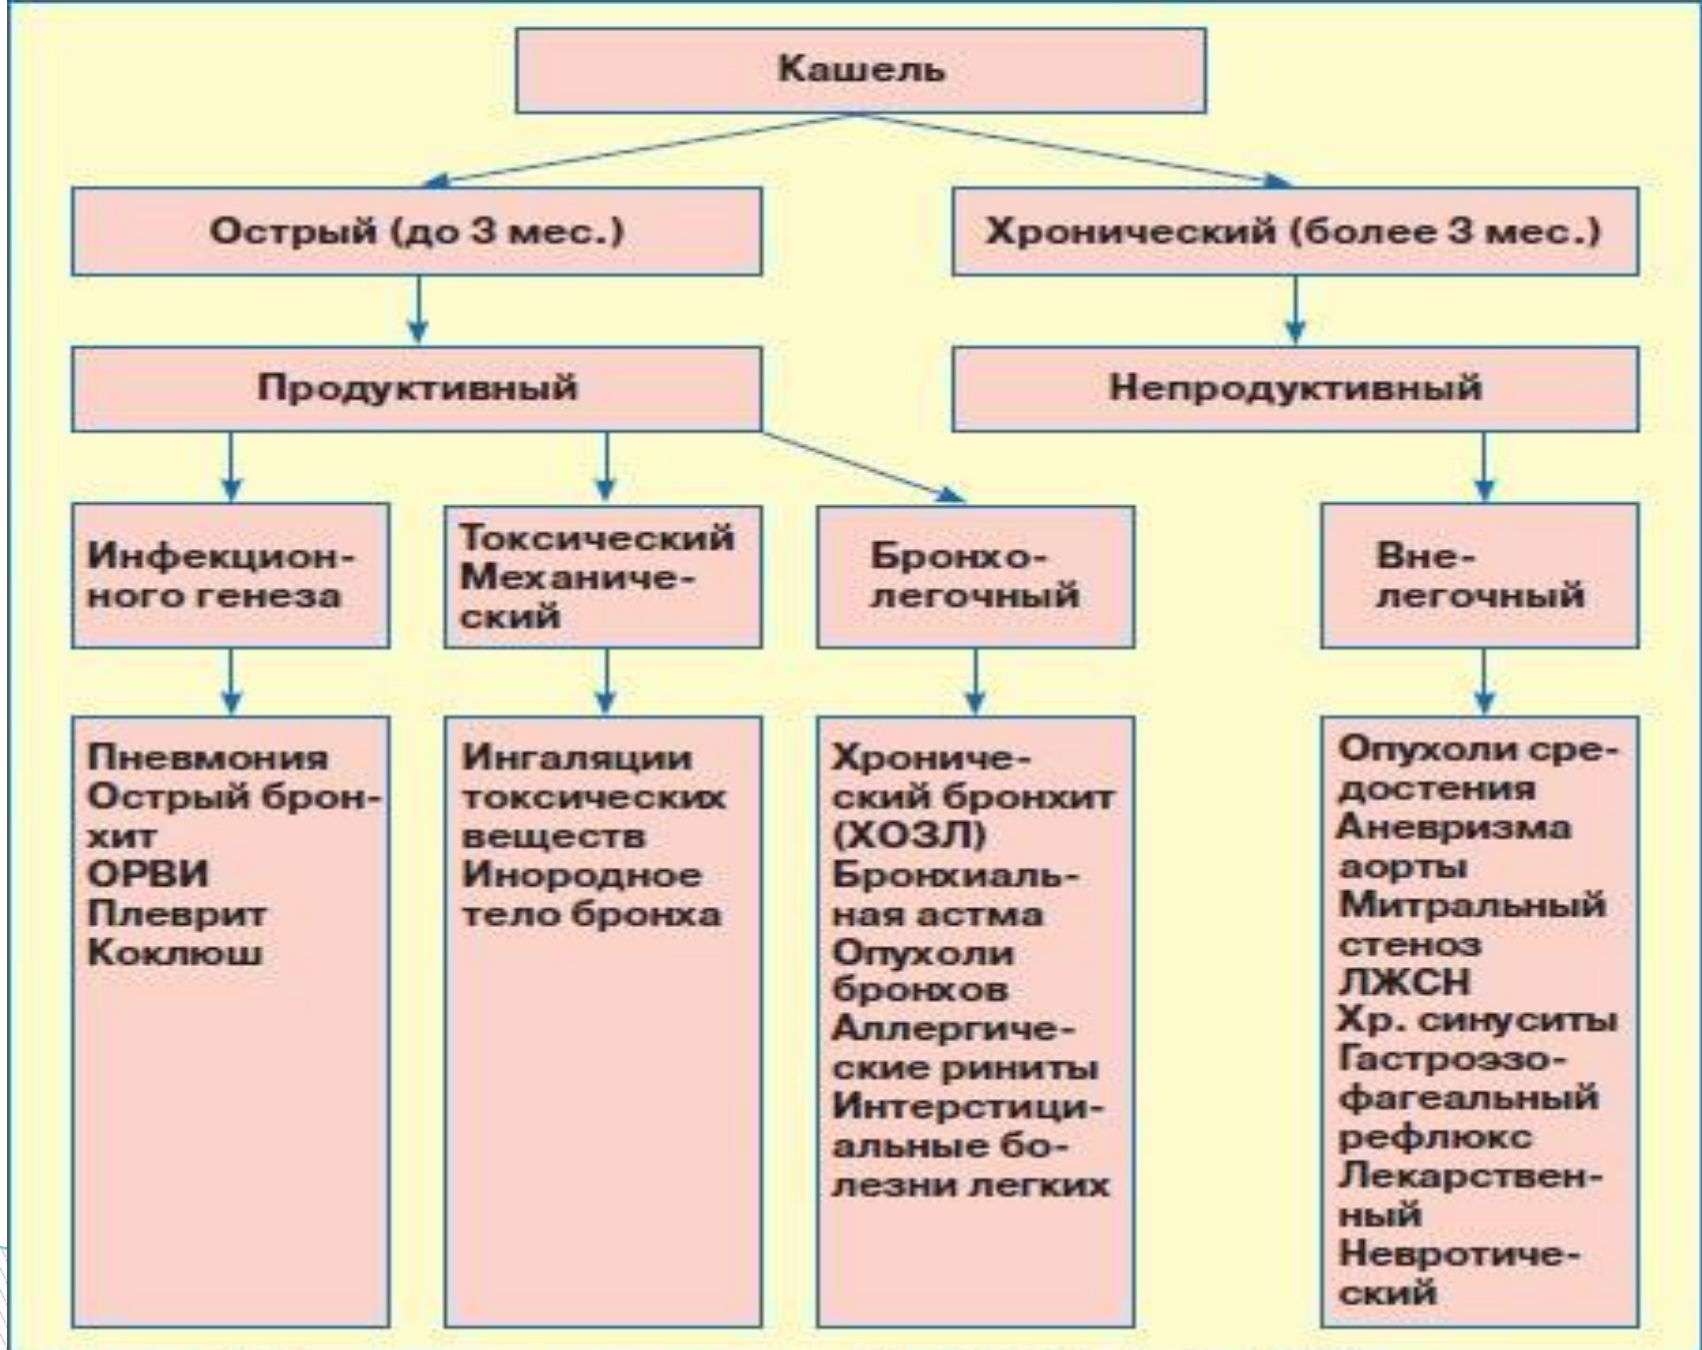 Кашель
Острый (до 3 мес.)
Хронический (более 3 мес.)
Продуктивный
Непродуктивный
Инфекцион-
ного генеза
Токсический
Механиче-
ский
Бронхо-
легочный
Вне-
легочный
Пневмония
Острый брон-
хит
ОРВИ
Плеврит
Коклюш
Ингаляции
токсических
веществ
Инородное
тело бронха
Хрониче-
ский бронхит
(ХОЗЛ)
Бронхиаль-
ная астма
Опухоли
бронхов
Аллергиче-
ские риниты
Интерстици-
альные бо-
лезни легких
Опухоли сре-
достения
Аневризма
аорты
Митральный
стеноз
ЛЖСН
Хр. синуситы
Гастроэзо-
фагеальный
рефлюкс
Лекарствен-
ный
Невротиче-
ский